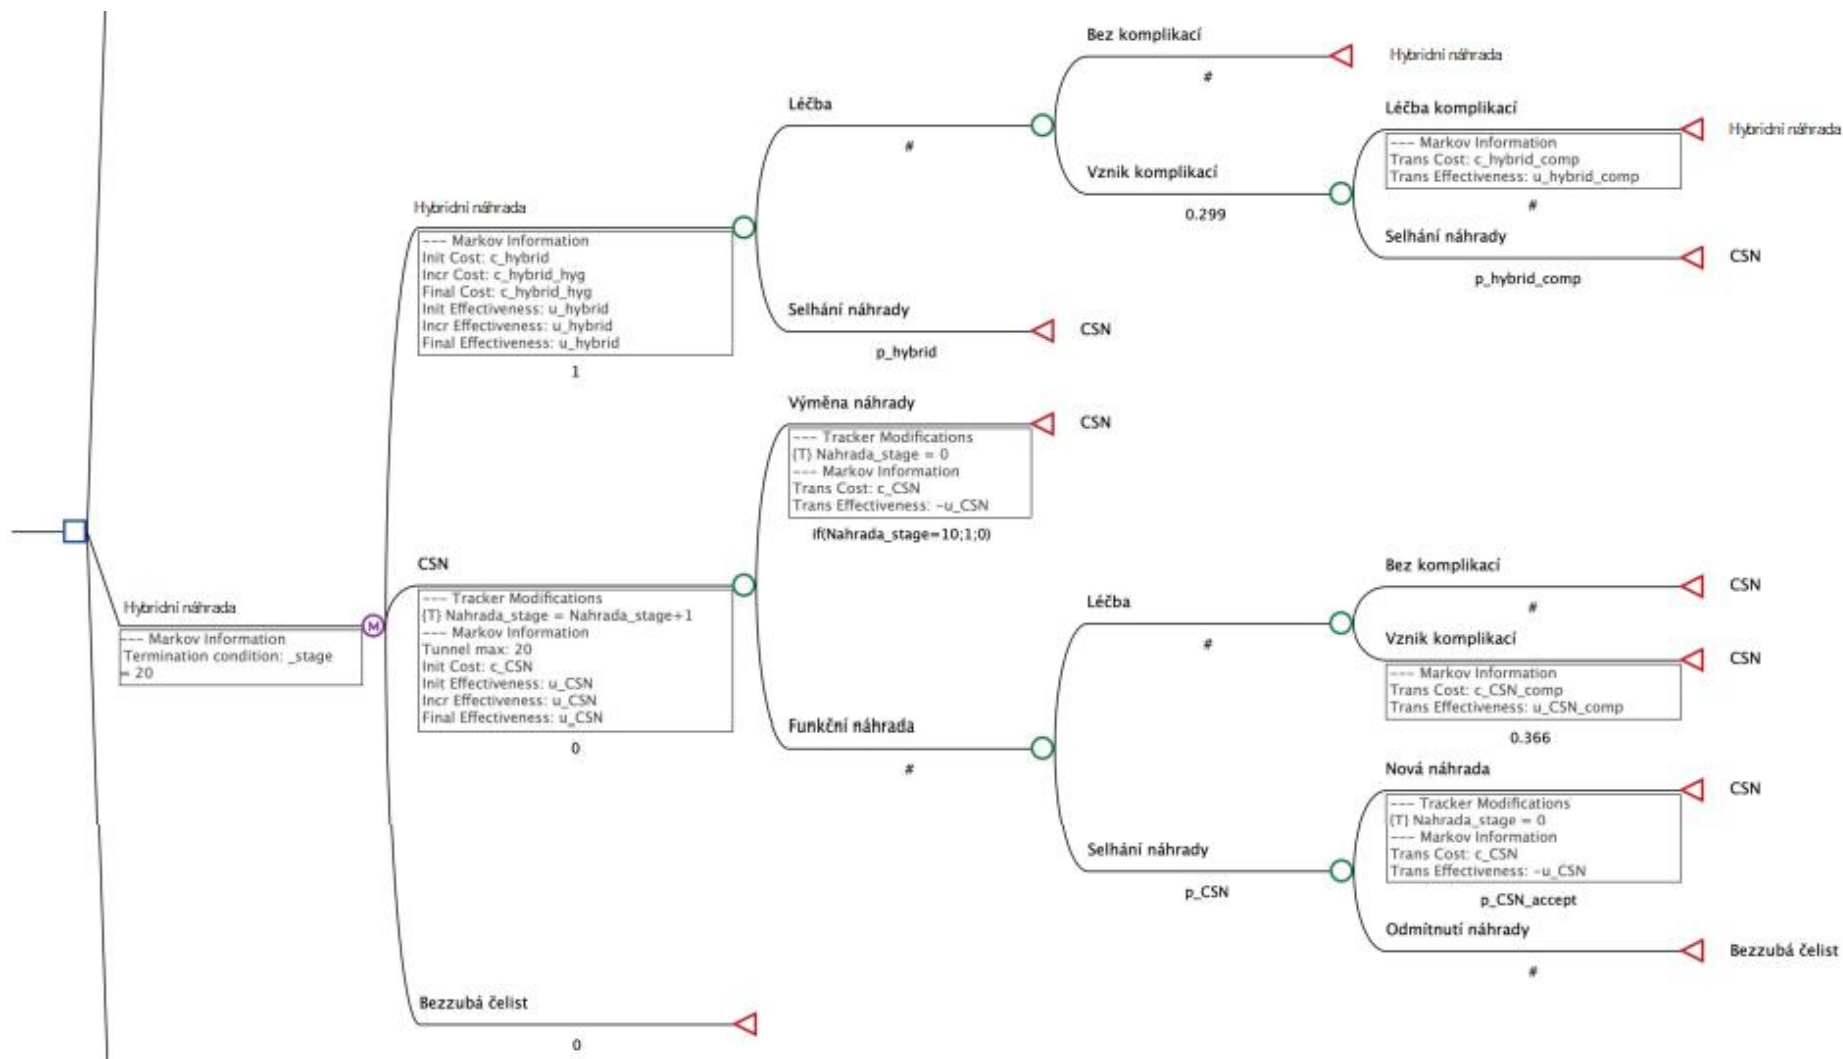 Bez komplikací
Hybridní náhrada
#
Léčba
Léčba komplikací
Hybridní náhrada
--- Markov Information
Trans Cost: c_hybrid_comp
Trans Effectiveness: u_hybrid_comp
#
#
Vznik komplikací
0.299
Selhání náhrady
CSN
p_hybrid_comp
Hybridní náhrada
--- Markov Information
Init Cost: c_hybrid
Incr Cost: c_hybrid_hyg
Final Cost: c_hybrid_hyg
Init Effectiveness: u_hybrid
Incr Effectiveness: u_hybrid
Final Effectiveness: u_hybrid
1
Selhání náhrady
CSN
p_hybrid
Výměna náhrady
CSN
--- Tracker Modifications
{T} Nahrada_stage = 0
--- Markov Information
Trans Cost: c_CSN
Trans Effectiveness: -u_CSN
if(Nahrada_stage=10;1;0)
CSN
--- Tracker Modifications
{T} Nahrada_stage = Nahrada_stage+1
--- Markov Information
Tunnel max: 20
Init Cost: c_CSN
Init Effectiveness: u_CSN
Incr Effectiveness: u_CSN
Final Effectiveness: u_CSN
0
Hybridní náhrada
--- Markov Information
Termination condition: _stage
= 20
M
Bez komplikací
CSN
#
Léčba
#
Vznik komplikací
CSN
--- Markov Information
Trans Cost: c_CSN_comp
Trans Effectiveness: u_CSN_comp
0.366
Funkční náhrada
#
Nová náhrada
CSN
--- Tracker Modifications
{T} Nahrada_stage = 0
--- Markov Information
Trans Cost: c_CSN
Trans Effectiveness: -u_CSN
p_CSN_accept
Selhání náhrady
p_CSN
Odmítnutí náhrady
Bezzubá čelist
#
Bezzubá čelist
0